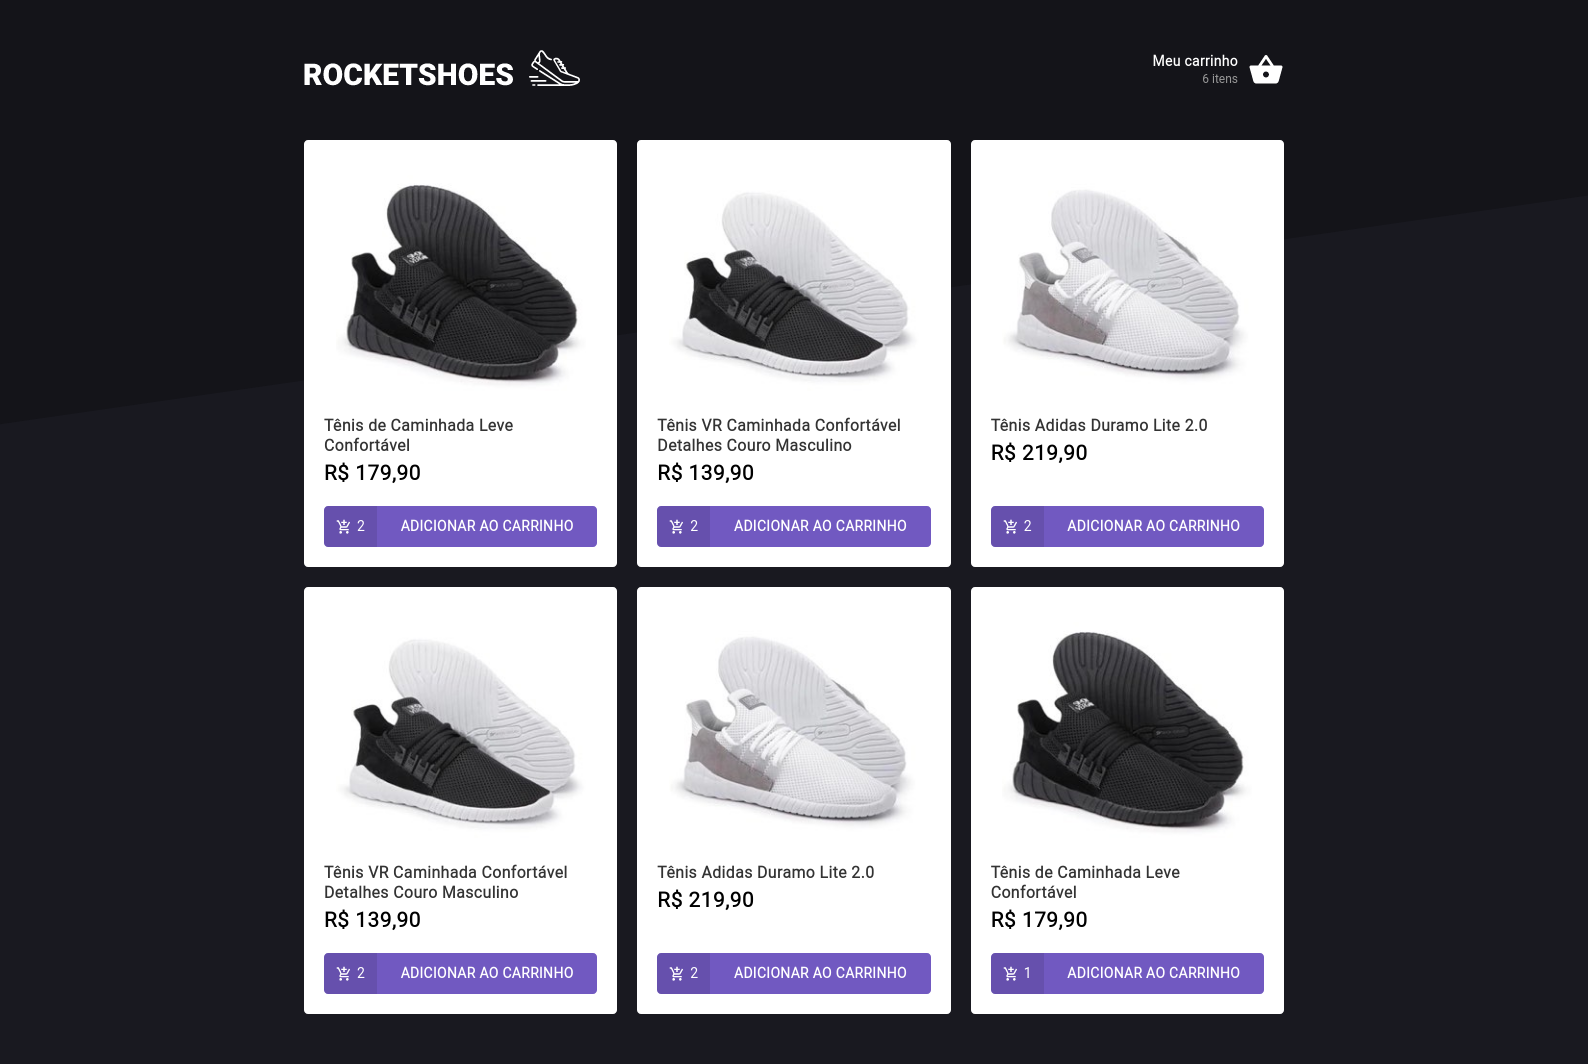 ROCKETSHOES
Meu carrinho
6 itens
Tênis de Caminhada Leve
Confortável
R$ 179,90
2 ADICIONAR AO CARRINHO
Tênis VR Caminhada Confortável
Detalhes Couro Masculino
R$ 139,90
2 ADICIONAR AO CARRINHO
Tênis Adidas Duramo Lite 2.0
R$ 219,90
2 ADICIONAR AO CARRINHO
Tênis VR Caminhada Confortável
Detalhes Couro Masculino
R$ 139,90
2 ADICIONAR AO CARRINHO
Tênis Adidas Duramo Lite 2.0
R$ 219,90
2 ADICIONAR AO CARRINHO
Tênis de Caminhada Leve
Confortável
R$ 179,90
1 ADICIONAR AO CARRINHO